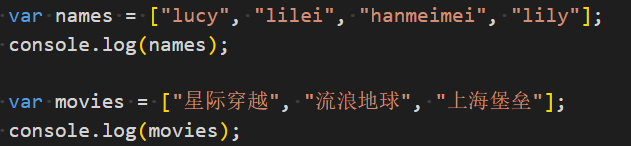 var names = ["lucy", "lilei", "hanmeimei", "lily"];
console.log(names);
var movies = ["星际穿越", "流浪地球", "上海堡垒"];
console.log(movies);